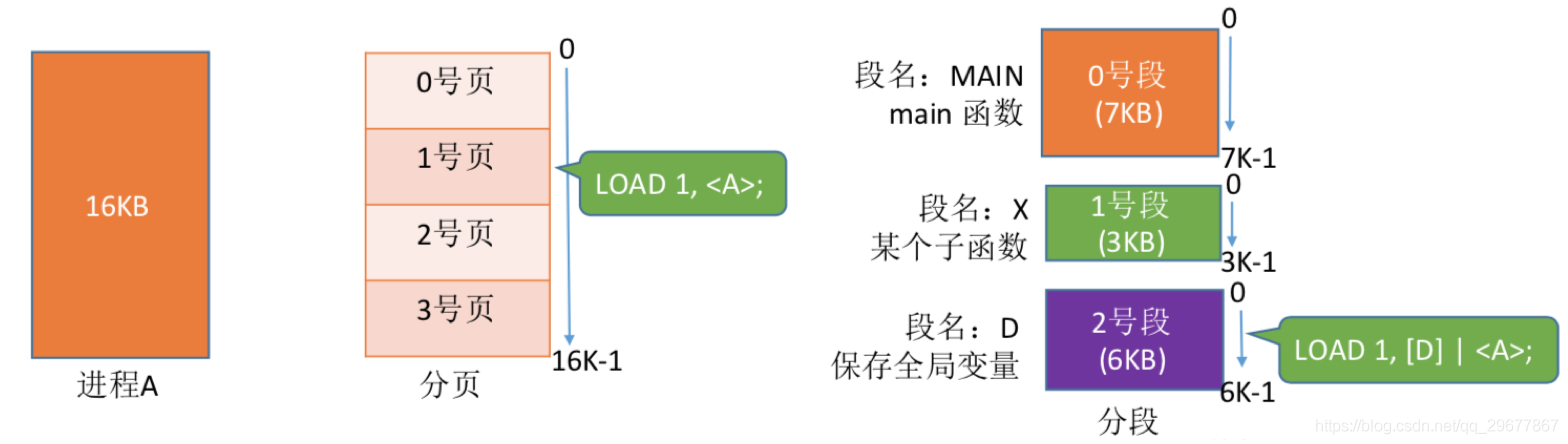 16KB
进程A
0号页
1号页
2号页
3号页
0
16K-1
LOAD 1, <A>;
分页
段名：MAIN
main 函数
0号段
(7KB)
0
7K-1
段名：X
某个子函数
1号段
(3KB)
0
3K-1
段名：D
保存全局变量
2号段
(6KB)
0
6K-1
LOAD 1, [D] | <A>;
分段
https://blog.csdn.net/qq_29677867